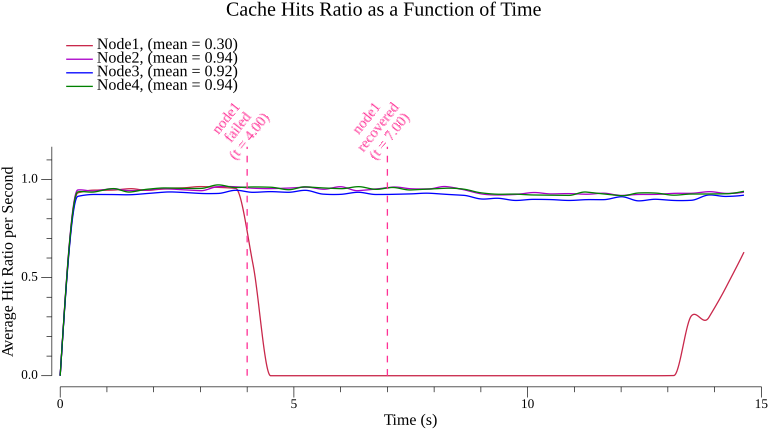 Cache Hits Ratio as a Function of Time
Node1, (mean = 0.30)
Node2, (mean = 0.94)
Node3, (mean = 0.92)
Node4, (mean = 0.94)
node1
failed
(t = 4.00)
node1
recovered
(t = 7.00)
Average Hit Ratio per Second
1.0
0.5
0.0
0
5
10
15
Time (s)